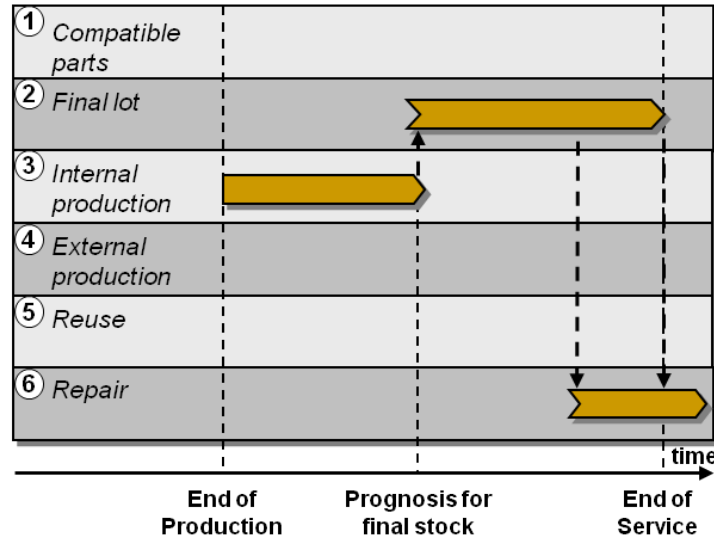 1
Compatible
parts
2
Final lot
3
Internal
production
4
External
production
5
Reuse
6
Repair
time
End of
Production
Prognosis for
final stock
End of
Service